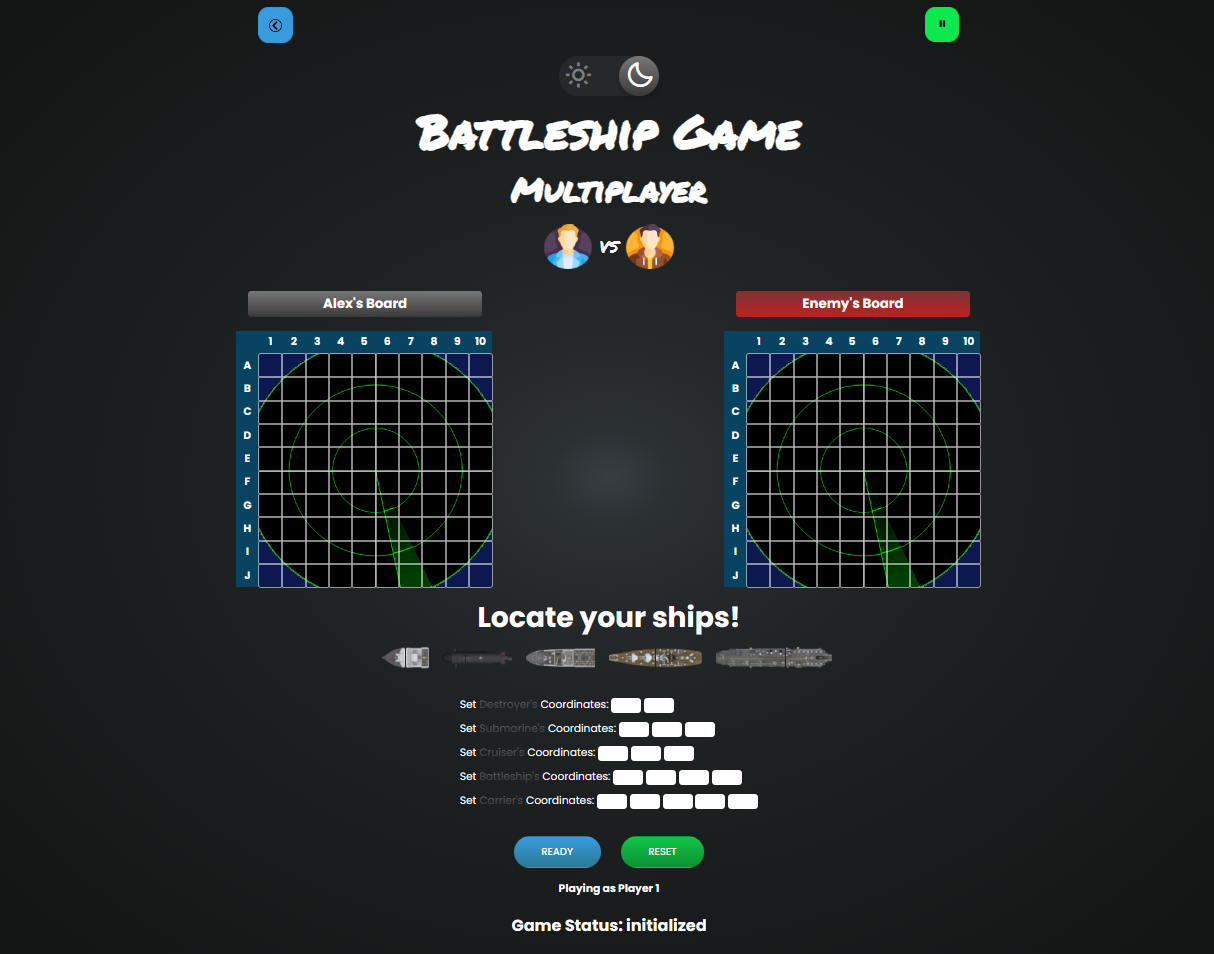 Battleship Game
Multiplayer
VS
Alex's Board
Enemy's Board
1 2 3 4 5 6 7 8 9 10
A
B
C
D
E
F
G
H
I
J
1 2 3 4 5 6 7 8 9 10
A
B
C
D
E
F
G
H
I
J
Locate your ships!
Set Destroyer's Coordinates:
Set Submarine's Coordinates:
Set Cruiser's Coordinates:
Set Battleship's Coordinates:
Set Carrier's Coordinates:
READY
RESET
Playing as Player 1
Game Status: initialized